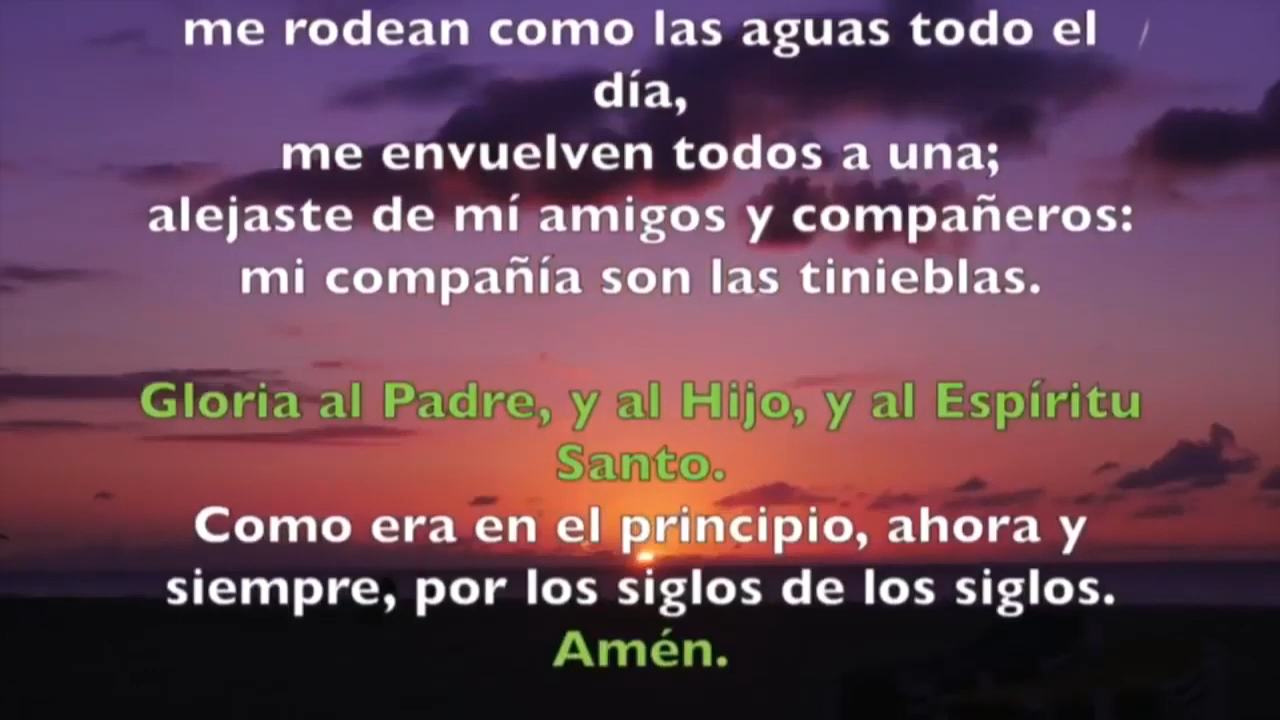 me rodean como las aguas todo el
día,
me envuelven todos a una;
alejaste de mí amigos y compañeros:
mi compañía son las tinieblas.
Gloria al Padre, y al Hijo, y al Espíritu
Santo.
Como era en el principio, ahora y
siempre, por los siglos de los siglos.
Amén.